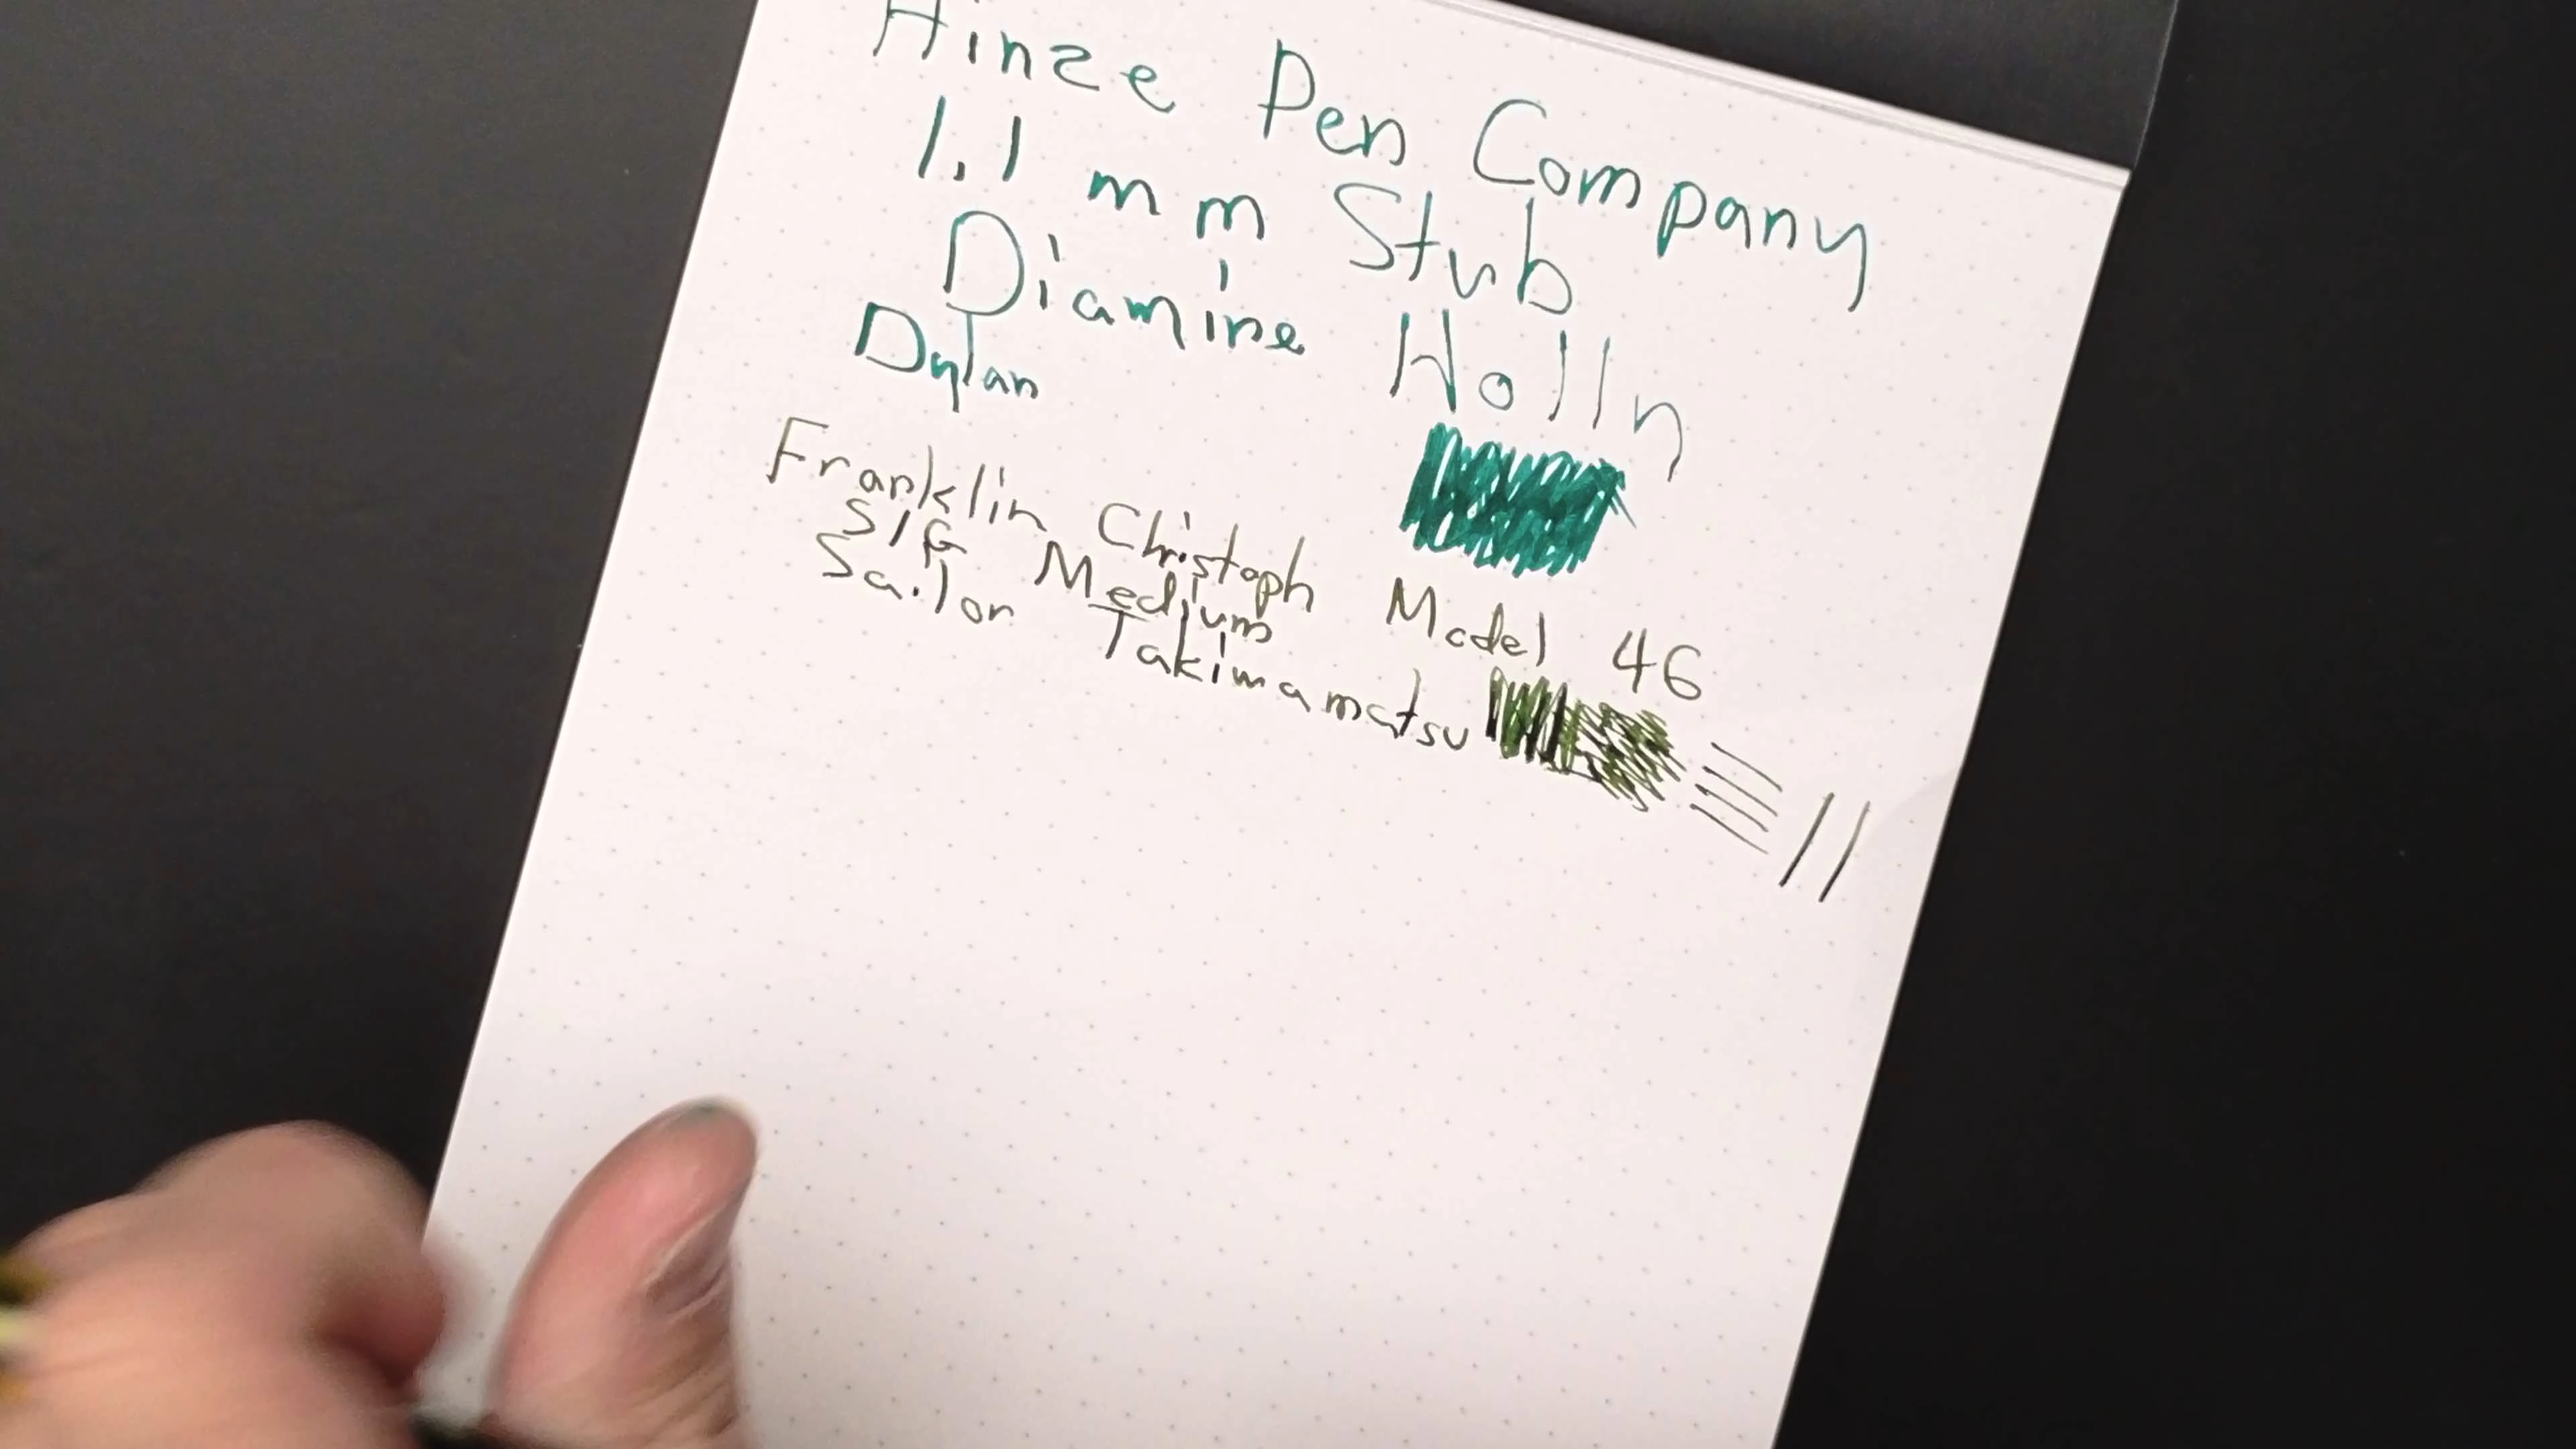 Hinze Pen Company
1.1 mm Stub
Diamine Holly
Dylan
Franklin Christoph Model 46
SIG Medium
Sailor Takimamatsu